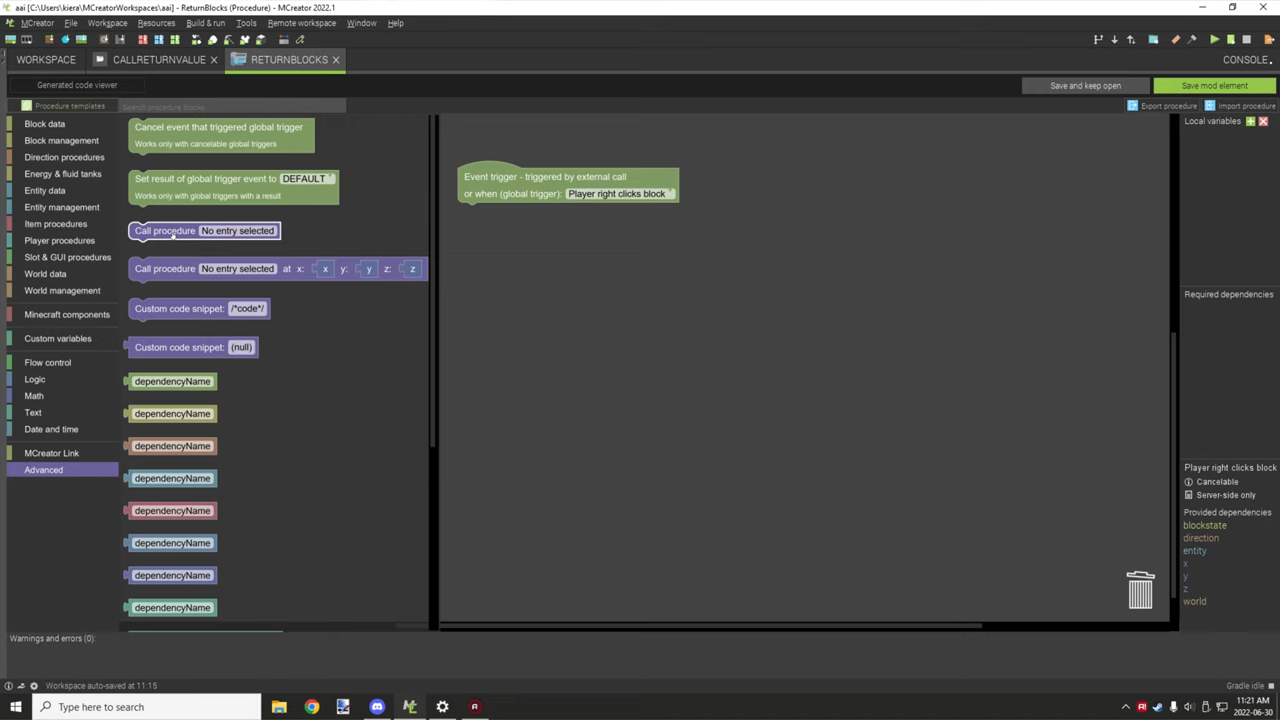 aai [C:\Users\kiera\MCreatorWorkspaces\aai] - ReturnBlocks (Procedure) - MCreator 2022.1
MCreator File Workspace Resources Build & run Tools Remote workspace Window Help
WORKSPACE CALLRETURNVALUE × RETURNBLOCKS × CONSOLE
Generated code viewer Save and keep open Save mod element
Procedure templates Search procedure blocks Export procedure Import procedure
Block data
Block management
Direction procedures
Energy & fluid tanks
Entity data
Entity management
Item procedures
Player procedures
Slot & GUI procedures
World data
World management
Minecraft components
Custom variables
Flow control
Logic
Math
Text
Date and time
MCreator Link
Advanced
Cancel event that triggered global trigger
Works only with cancelable global triggers
Set result of global trigger event to DEFAULT
Works only with global triggers with a result
Call procedure No entry selected
Call procedure No entry selected at x: x y: y z: z
Custom code snippet: /*code*/
Custom code snippet: (null)
dependencyName
dependencyName
dependencyName
dependencyName
dependencyName
dependencyName
dependencyName
dependencyName
Event trigger - triggered by external call
or when (global trigger): Player right clicks block
Local variables
Required dependencies
Player right clicks block
Cancelable
Server-side only
Provided dependencies:
blockstate
direction
entity
x
y
z
world
Warnings and errors (0):
Workspace auto-saved at 11:15 Gradle idle
Type here to search
11:21 AM
2022-06-30